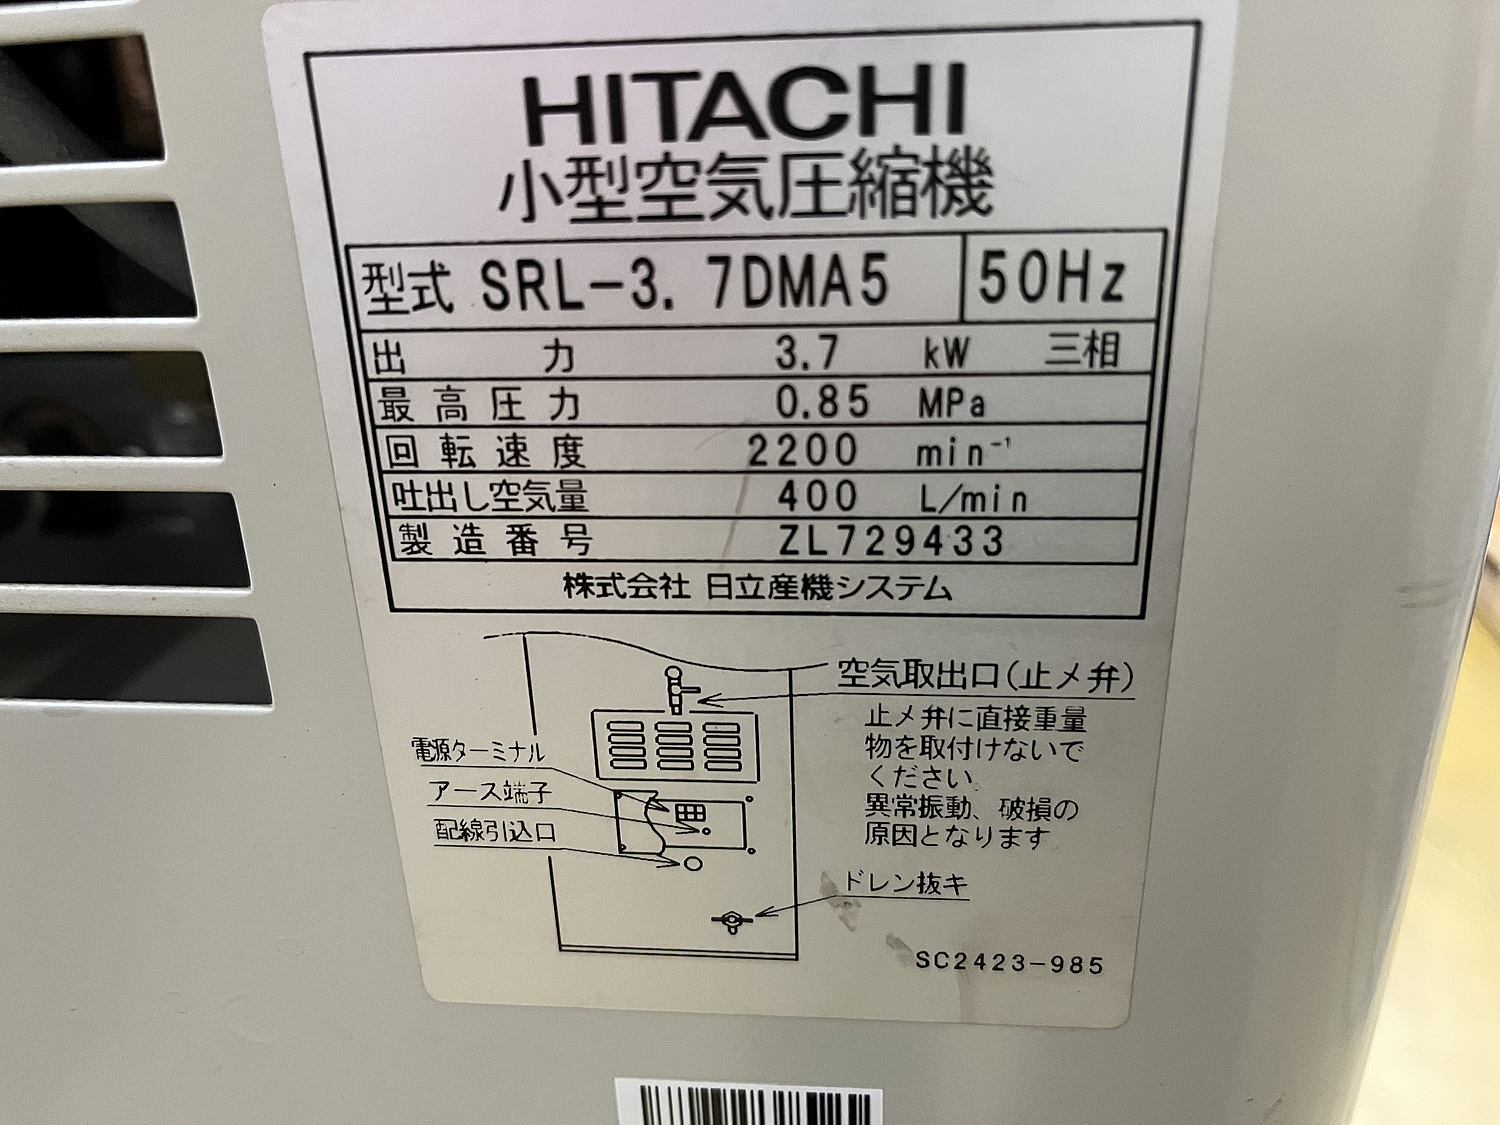 HITACHI
小型空気圧縮機
型式 SRL-3.7DMA5 50Hz
出力 3.7 kW 三相
最高圧力 0.85 MPa
回転速度 2200 min⁻¹
吐出し空気量 400 L/min
製造番号 ZL729433
株式会社 日立産機システム
空気取出口(止メ弁)
止メ弁に直接重量
物を取付けないで
ください
異常振動、破損の
原因となります
電源ターミナル
アース端子
配線引込口
ドレン抜キ
SC2423-985